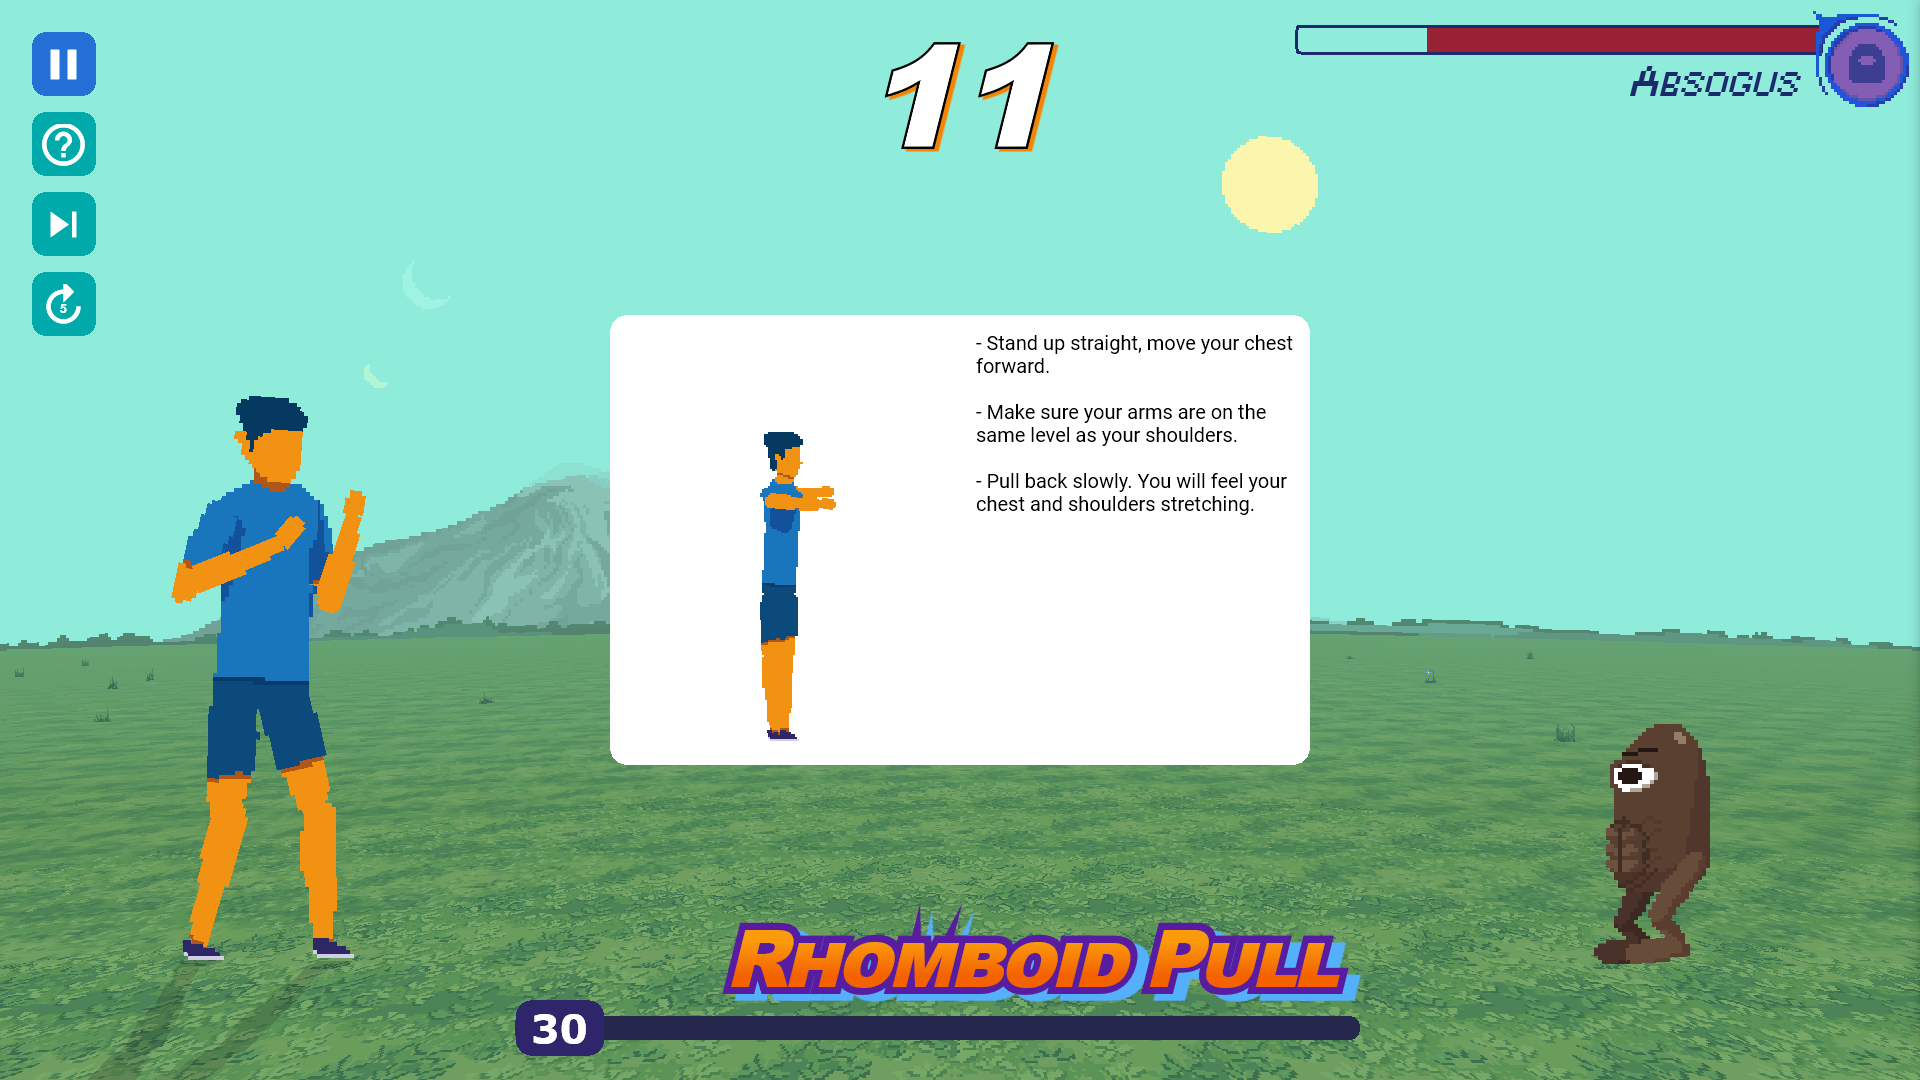 11
Absogus
5
- Stand up straight, move your chest
forward.
- Make sure your arms are on the
same level as your shoulders.
- Pull back slowly. You will feel your
chest and shoulders stretching.
Rhomboid Pull
30